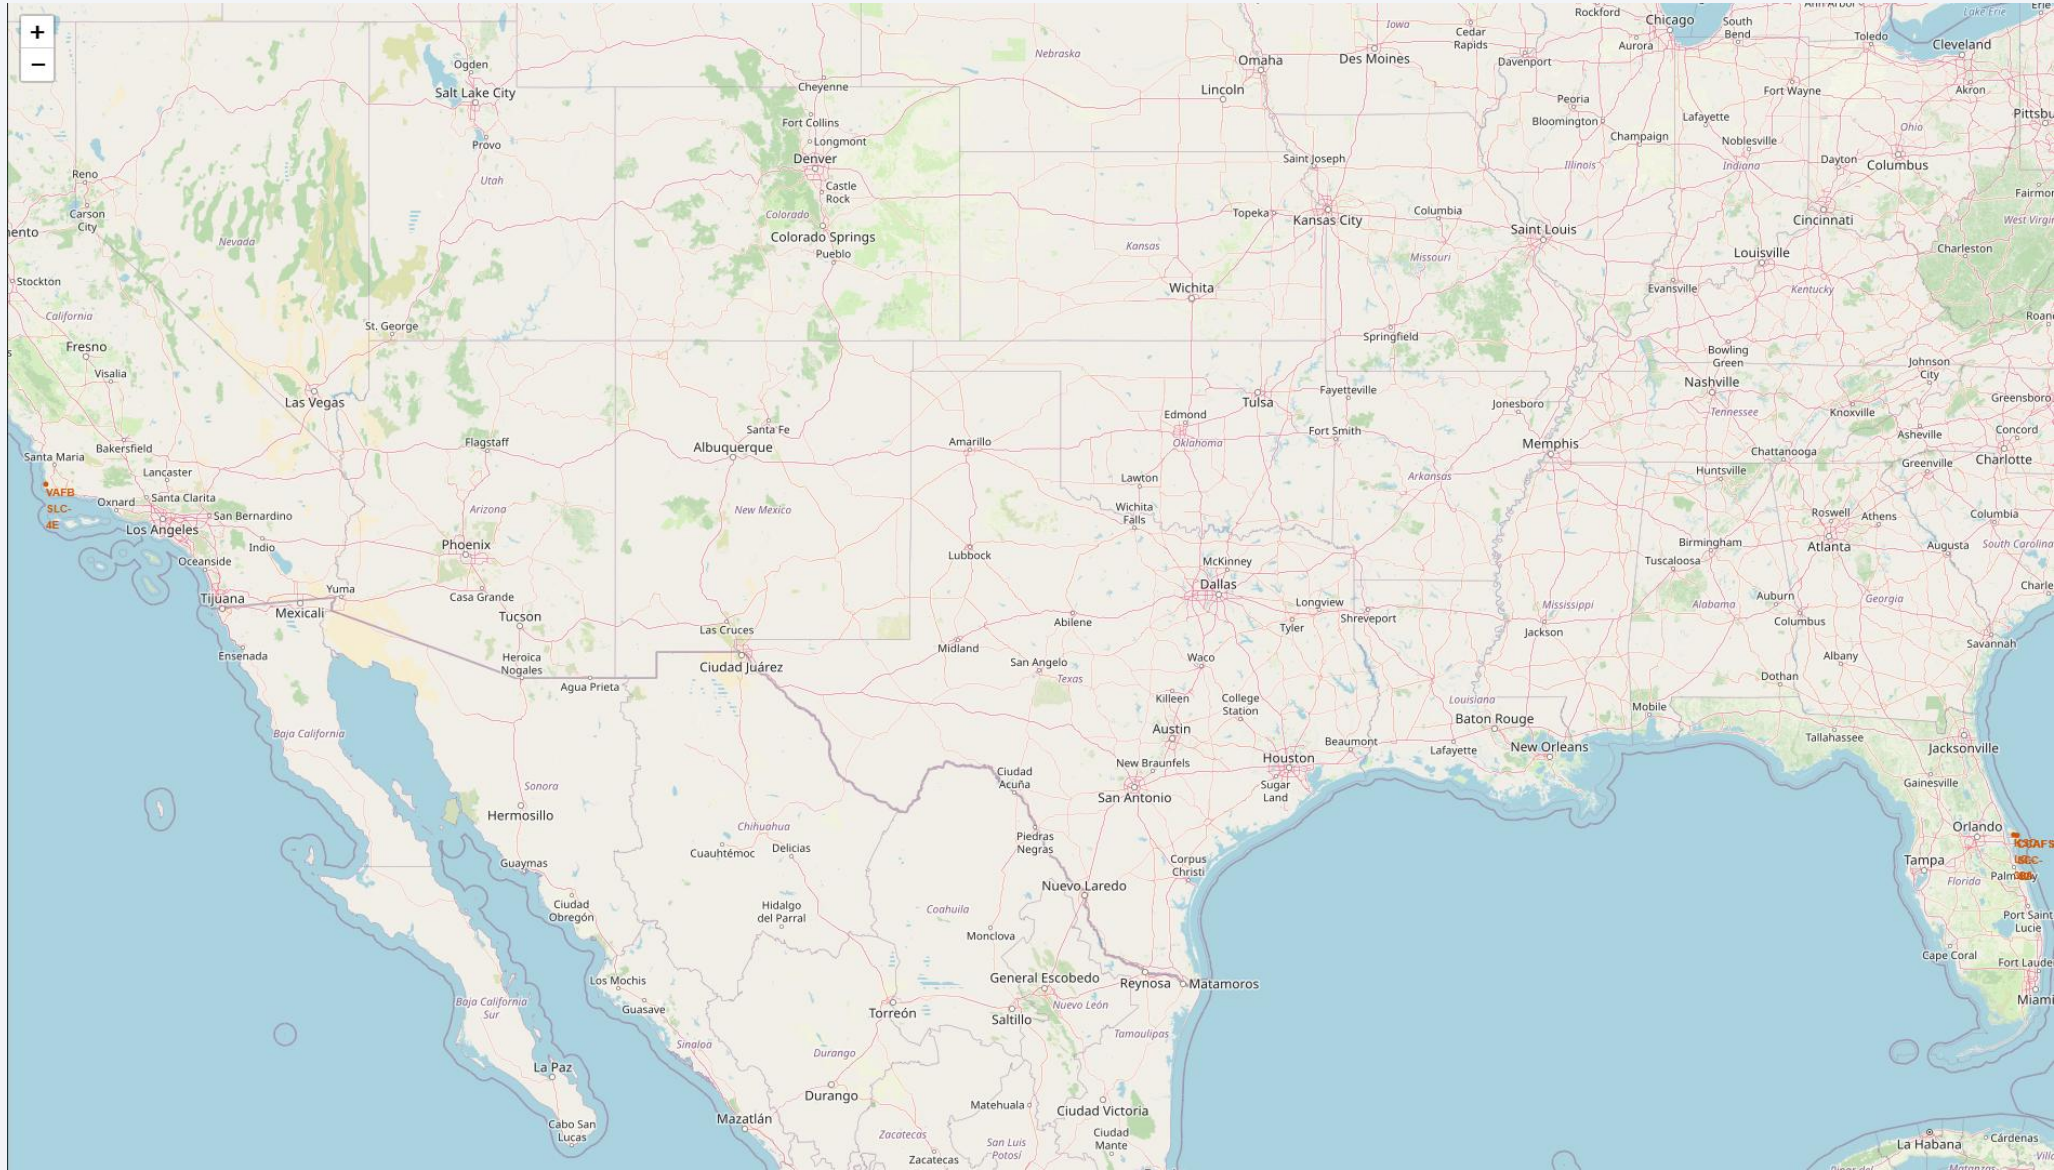 +
−
Iowa
Nebraska
Rockford
Chicago
South
Bend
Ann Arbor
Lake Erie
Erie
Cedar
Rapids
Aurora
Toledo
Cleveland
Omaha
Des Moines
Davenport
Ogden
Salt Lake City
Cheyenne
Lincoln
Fort Wayne
Akron
Peoria
Bloomington
Lafayette
Pittsbu
Fort Collins
Longmont
Champaign
Noblesville
Ohio
Provo
Denver
Saint Joseph
Illinois
Indiana
Dayton
Columbus
Reno
Utah
Castle
Rock
Fairmor
Carson
City
Colorado
Topeka
Kansas City
Columbia
Cincinnati
West Virgin
ento
Nevada
Colorado Springs
Pueblo
Kansas
Missouri
Saint Louis
Louisville
Charleston
Stockton
Wichita
Evansville
Kentucky
California
St. George
Springfield
Roano
Fresno
Visalia
Bowling
Green
Johnson
City
Las Vegas
Tulsa
Fayetteville
Jonesboro
Nashville
Tennessee
Knoxville
Greensboro
Santa Maria
Bakersfield
Flagstaff
Santa Fe
Albuquerque
Amarillo
Edmond
Oklahoma
Fort Smith
Memphis
Chattanooga
Asheville
Concord
Charlotte
Lancaster
Lawton
Arkansas
Huntsville
Greenville
VAFB
SLC-
4E
Oxnard
Santa Clarita
San Bernardino
Los Angeles
Arizona
New Mexico
Wichita
Falls
Roswell
Athens
Columbia
Indio
Phoenix
Lubbock
Birmingham
Atlanta
Augusta
South Carolina
Oceanside
McKinney
Tuscaloosa
Yuma
Casa Grande
Dallas
Charle
Tijuana
Mexicali
Tucson
Longview
Shreveport
Mississippi
Alabama
Auburn
Columbus
Georgia
Las Cruces
Abilene
Tyler
Jackson
Savannah
Ensenada
Heroica
Nogales
Agua Prieta
Ciudad Juárez
Midland
San Angelo
Texas
Waco
Albany
Dothan
Killeen
College
Station
Louisiana
Mobile
Baja California
Austin
Baton Rouge
Tallahassee
Jacksonville
New Braunfels
Houston
Beaumont
Lafayette
New Orleans
Sonora
Ciudad
Acuña
San Antonio
Sugar
Land
Gainesville
Hermosillo
Chihuahua
Piedras
Negras
Orlando
Guaymas
Cuauhtémoc
Delicias
Corpus
Christi
Tampa
Florida
Nuevo Laredo
Ciudad
Obregón
Hidalgo
del Parral
Coahuila
Port Saint
Lucie
Monclova
Cape Coral
Fort Laude
Los Mochis
Guasave
General Escobedo
Reynosa
Matamoros
Baja California
Sur
Torreón
Saltillo
Nuevo León
Miami
Sinaloa
Durango
Tamaulipas
La Paz
Durango
Matehuala
Ciudad Victoria
Mazatlán
Cabo San
Lucas
Zacatecas
San Luis
Potosí
Ciudad
Mante
La Habana
Cárdenas
Zacatecas
Matanzas